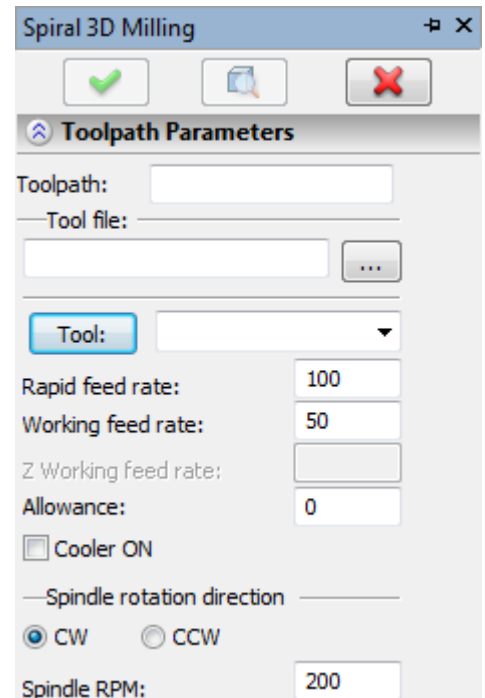 Spiral 3D Milling
Toolpath Parameters
Toolpath:
Tool file:
...
Tool:
Rapid feed rate: 100
Working feed rate: 50
Z Working feed rate:
Allowance: 0
Cooler ON
Spindle rotation direction
CW CCW
Spindle RPM: 200